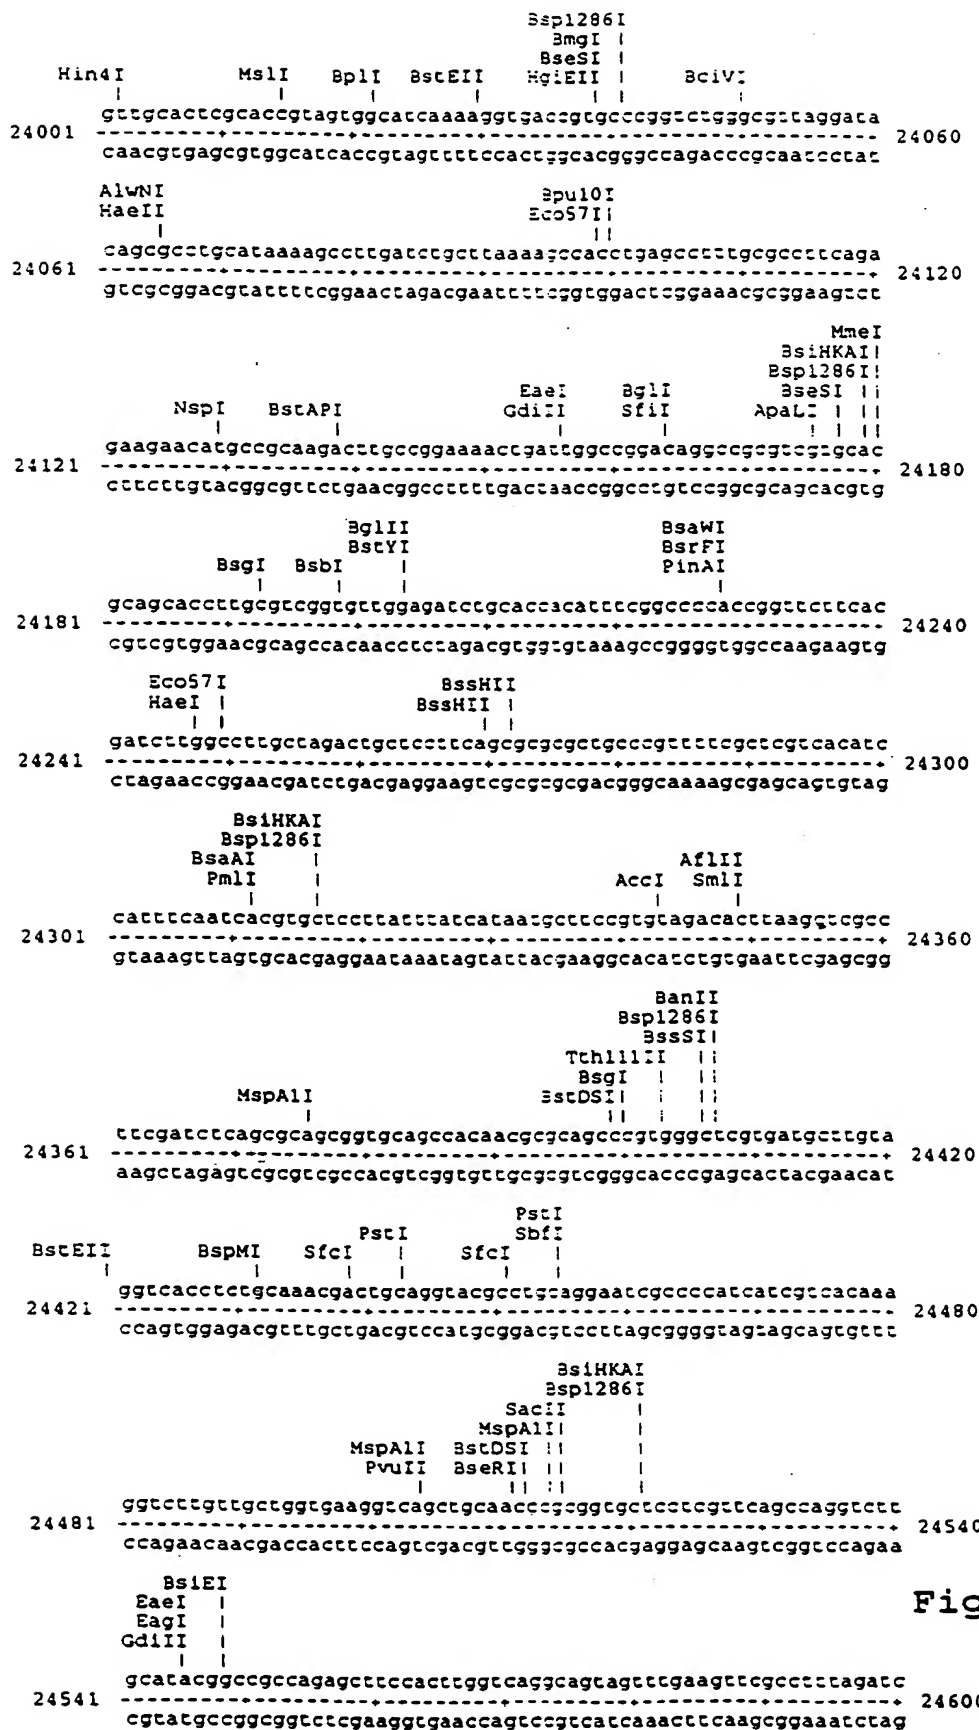 Bsp1286I
BmgI
BseSI
Hin4I MslI BplI BstEII HgiEII BciVI
gttgcactcgcaccgtagtggcatcaaaaggtgaccgtgcccggtctgggcgttaggata
24001 24060
caacgtgagcgtggcatcaccgtagttttccactggcacgggccagacccgcaatcctat
AlwNI Bpu10I
HaeII Eco57I
cagcgcctgcataaaagccttgatctgcttaaaagccacctgagcctttgcgccttcaga
24061 24120
gtcgcggacgtattttcggaactagacgaattttcggtggactcggaaacgcggaagtct
MmeI
BsiHKAI
Bsp1286I
EaeI BglI BseSI
NspI BstAPI GdiII SfiI ApaLI
gaagaacatgccgcaagacttgccggaaaactgattggccggacaggccgcgtcgtgcac
24121 24180
cttcttgtacggcgttctgaacggccttttgactaaccggcctgtccggcgcagcacgtg
BglII BsaWI
BstYI BsrFI
BsgI BsbI PinAI
gcagcaccttgcgtcggtgttggagatctgcaccacatttcggccccaccggttcttcac
24181 24240
cgtcgtggaacgcagccacaacctctagacgtggtgtaaagccggggtggccaagaagtg
Eco57I BssHII
HaeI BssHII
gatcttggccttgctagactgctccttcagcgcgcgctgcccgttttcgctcgtcacatc
24241 24300
ctagaaccggaacgatctgacgaggaagtcgcgcgcgacgggcaaaagcgagcagtgtag
BsiHKAI
Bsp1286I
BsaAI AflII
PmlI AccI SmlI
catttcaatcacgtgctccttatttatcataatgcttccgtgtagacacttaagctcgcc
24301 24360
gtaaagttagtgcacgaggaataaatagtattacgaaggcacatctgtgaattcgagcgg
BanII
Bsp1286I
BssSI
Tth111II
BsgI
MspA1I BstDSI
ttcgatctcagcgcagcggtgcagccacaacgcgcagcccgtgggctcgtgatgcttgta
24361 24420
aagctagagtcgcgtcgccacgtcggtgttgcgcgtcgggcacccgagcactacgaacat
PstI
PstI SbfI
BstEII BspMI SfcI SfcI
ggtcacctctgcaaacgactgcaggtacgcctgcaggaatcgccccatcatcgtcacaaa
24421 24480
ccagtggagacgtttgctgacgtccatgcggacgtccttagcggggtagtagcagtgttt
BsiHKAI
Bsp1286I
SacII
MspA1I
MspA1I BstDSI
PvuII BseRI
ggtcttgttgctggtgaaggtcagctgcaacccgcggtgctcctcgttcagccaggtctt
24481 24540
ccagaacaacgaccacttccagtcgacgttgggcgccacgaggagcaagtcggtccagaa
BsiEI
EaeI
EagI
GdiII
Fig
gcatacggccgccagagcttccacttggtcaggcagtagtttgaagttcgcctttagatc
24541 24600
cgtatgccggcggtctcgaaggtgaaccagtccgtcatcaaacttcaagcggaaatctag